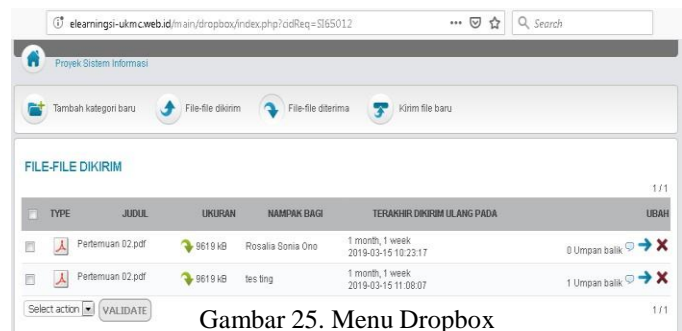 elearningsi-ukmc.web.id/main/dropbox/index.php?cidReq=SI65012
Search
Proyek Sistem Informasi
Tambah kategori baru File-file dikirim File-file diterima Kirim file baru
FILE-FILE DIKIRIM
1 / 1
TYPE JUDUL UKURAN NAMPAK BAGI TERAKHIR DIKIRIM ULANG PADA UBAH
Pertemuan 02.pdf 9619 kB Rosalia Sonia Ono 1 month, 1 week
2019-03-15 10:23:17 0 Umpan balik
Pertemuan 02.pdf 9619 kB tes ting 1 month, 1 week
2019-03-15 11:08:07 1 Umpan balik
Select action VALIDATE 1 / 1
Gambar 25. Menu Dropbox